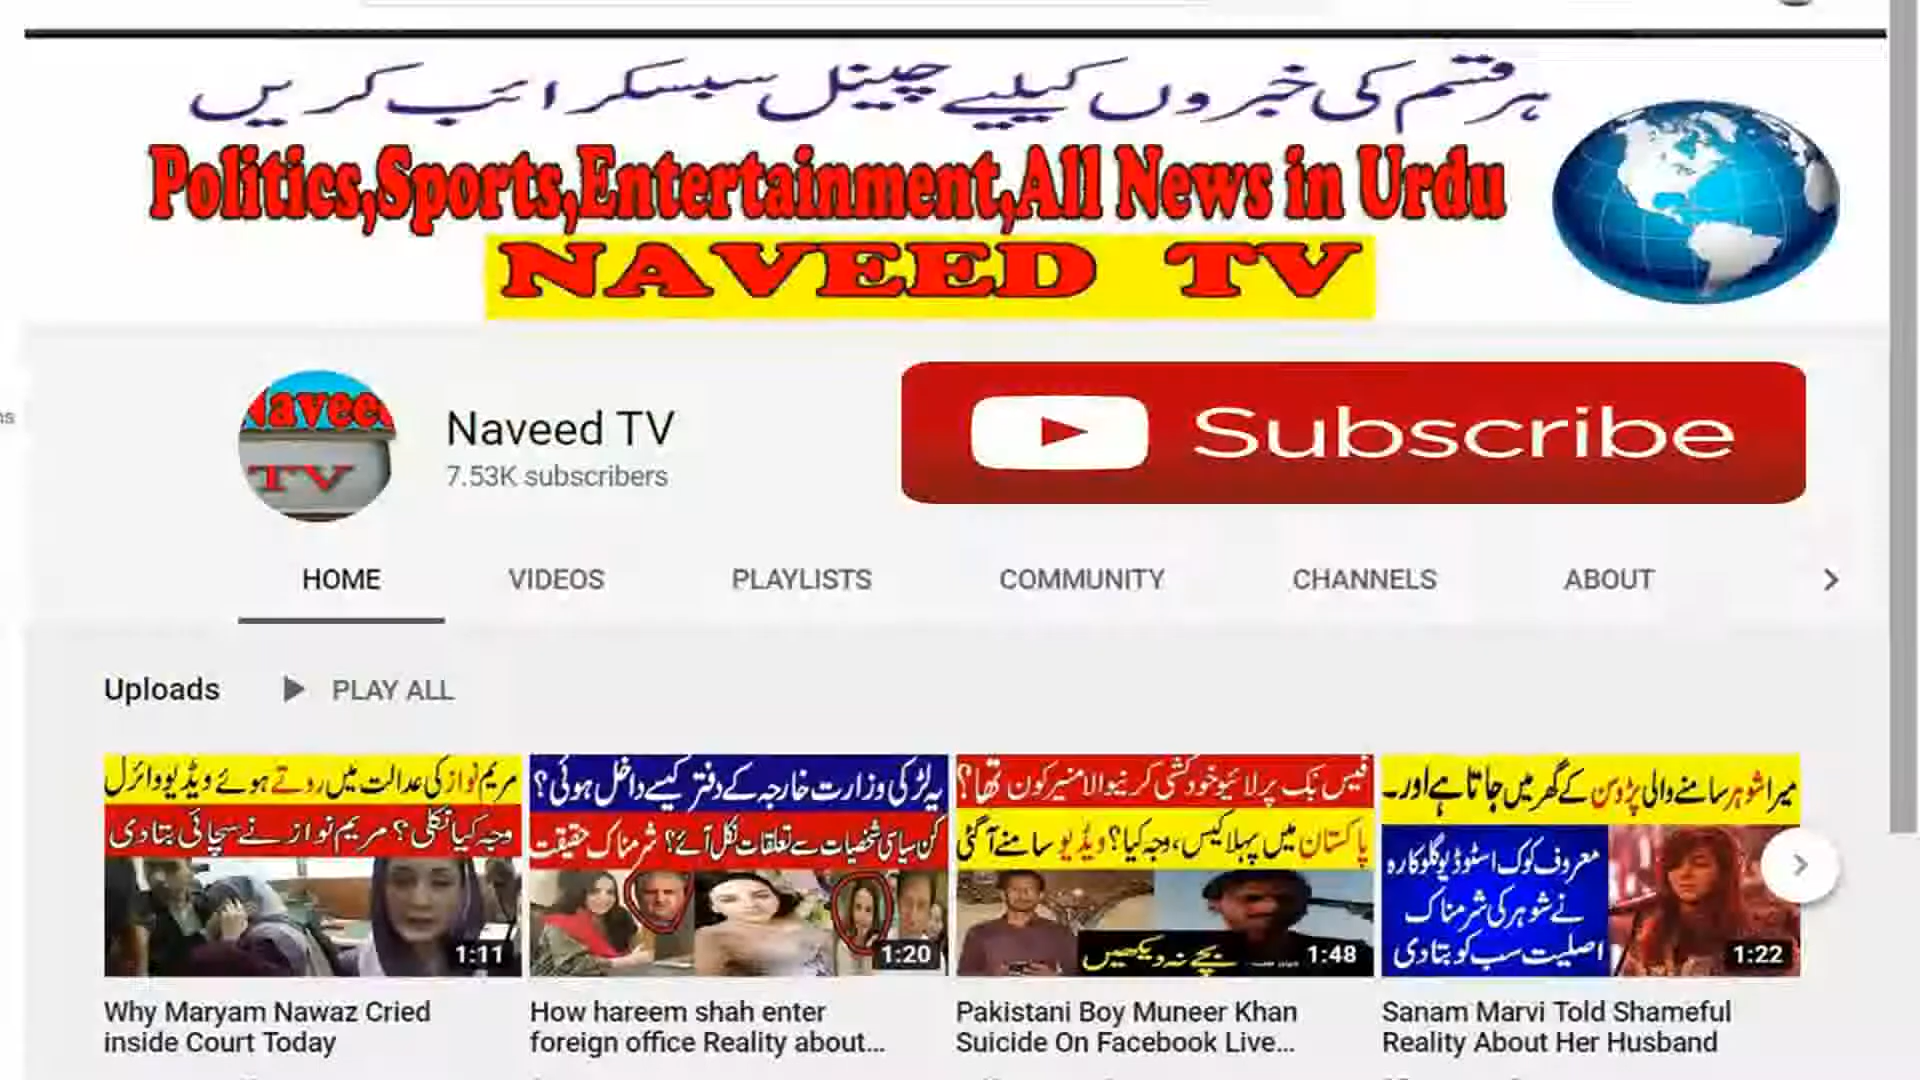 ہر قسم کی خبروں کیلیے چینل سبسکرائب کریں
Politics,Sports,Entertainment,All News in Urdu
NAVEED TV
Navee
TV
Naveed TV
7.53K subscribers
Subscribe
HOME VIDEOS PLAYLISTS COMMUNITY CHANNELS ABOUT
Uploads PLAY ALL
مریم نواز کی عدالت میں روتے ہوئے ویڈیو وائرل
وجہ کیا نکلی؟ مریم نواز نے سچائی بتا دی
1:11
Why Maryam Nawaz Cried
inside Court Today
یہ لڑکی وزارت خارجہ کے دفتر کیسے داخل ہوئی؟
کن سیاسی شخصیات سے تعلقات نکل آئے؟ شرمناک حقیقت
1:20
How hareem shah enter
foreign office Reality about...
فیس بک پر لائیو خودکشی کرنیوالا منیر کون تھا؟
پاکستان میں پہلا کیس، وجہ کیا؟ ویڈیو سامنے آگئی
بچے نہ دیکھیں
1:48
Pakistani Boy Muneer Khan
Suicide On Facebook Live...
میرا شوہر سامنے والی پڑوسن کے گھر میں جاتا ہے اور۔
معروف کوک اسٹوڈیو گلوکارہ
نے شوہر کی شرمناک
اصلیت سب کو بتا دی
1:22
Sanam Marvi Told Shameful
Reality About Her Husband